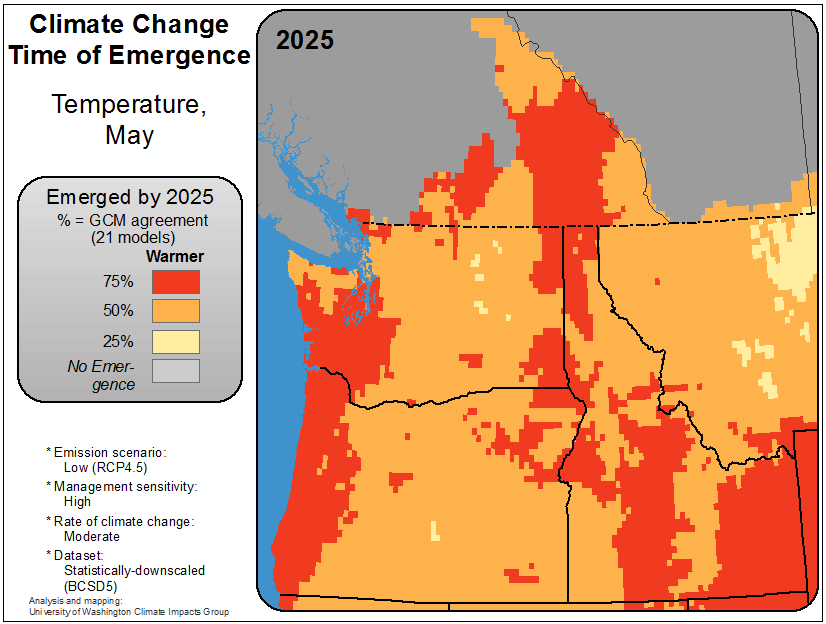 Climate Change
Time of Emergence
Temperature,
May
Emerged by 2025
% = GCM agreement
(21 models)
Warmer
75%
50%
25%
No Emer-
gence
* Emission scenario:
Low (RCP4.5)
* Management sensitivity:
High
* Rate of climate change:
Moderate
* Dataset:
Statistically-downscaled
(BCSD5)
Analysis and mapping:
University of Washington Climate Impacts Group
2025